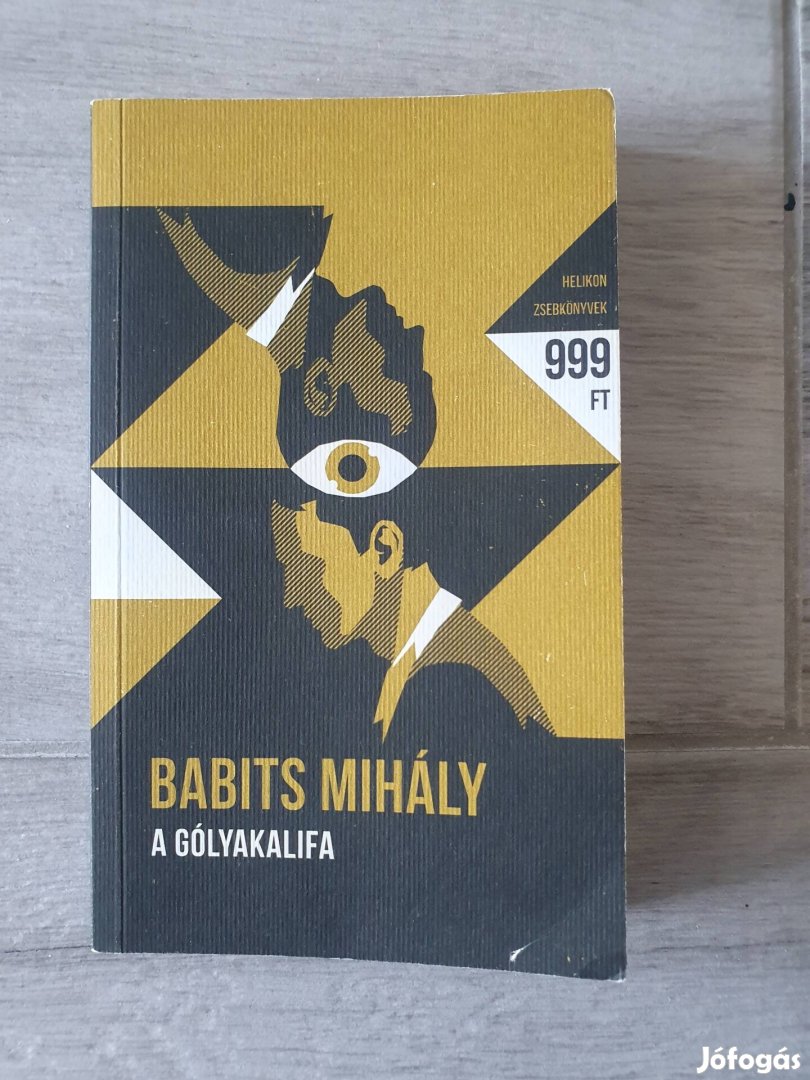 HELIKON
ZSEBKÖNYVEK
999
FT
BABITS MIHÁLY
A GÓLYAKALIFA
Jófogás